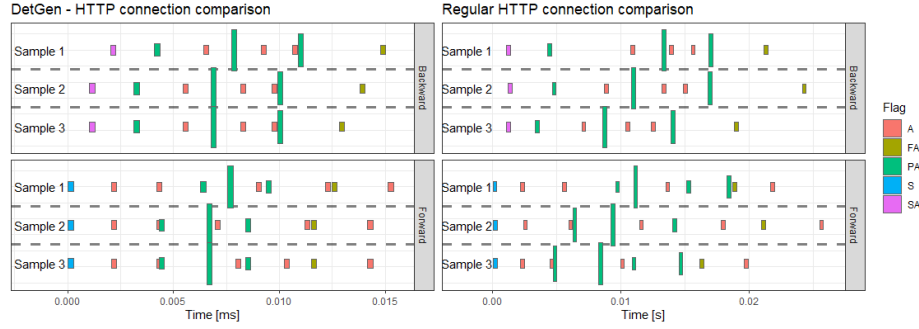 DetGen - HTTP connection comparison
Sample 1
Sample 2
Sample 3
Backward
Sample 1
Sample 2
Sample 3
Forward
0.000
0.005
0.010
0.015
Time [ms]
Regular HTTP connection comparison
Sample 1
Sample 2
Sample 3
Backward
Sample 1
Sample 2
Sample 3
Forward
0.00
0.01
0.02
Time [s]
Flag
A
FA
PA
S
SA